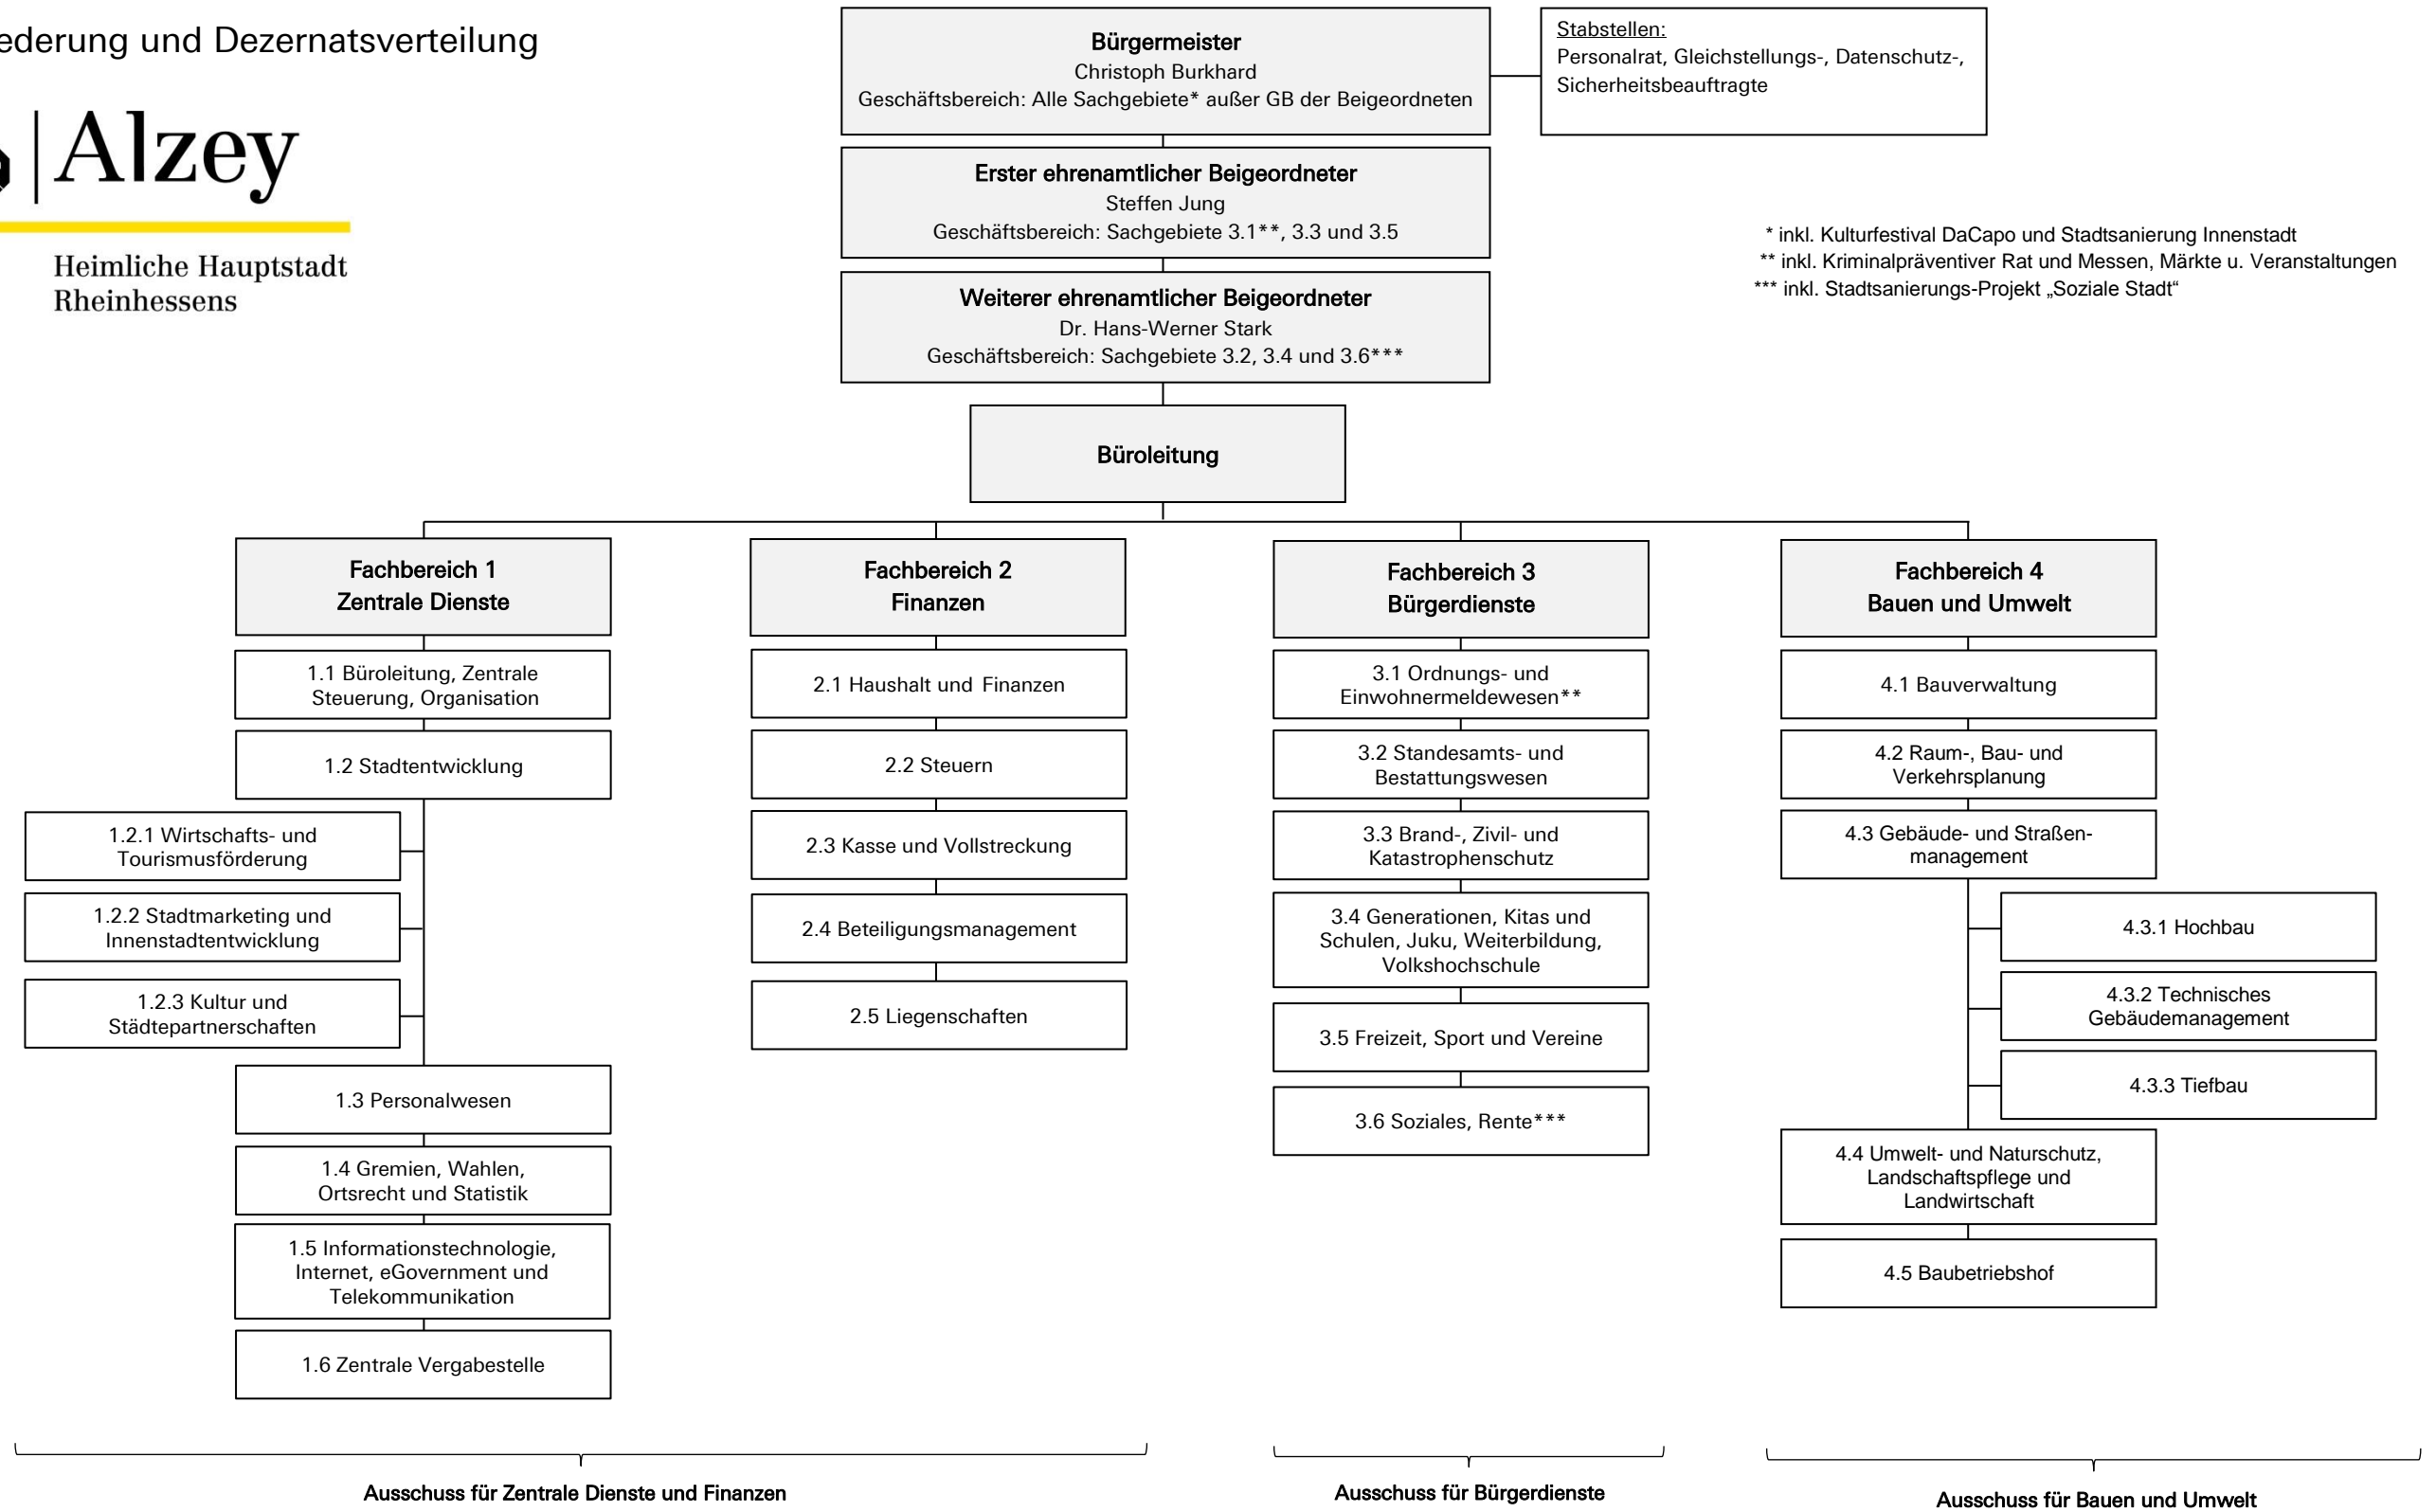 und Dezernatsverteilung
Alzey
Heimliche Hauptstadt
Rheinhessens
Bürgermeister
Christoph Burkhard
Geschäftsbereich: Alle Sachgebiete* außer GB der Beigeordneten
Stabstellen:
Personalrat, Gleichstellungs-, Datenschutz-,
Sicherheitsbeauftragte
Erster ehrenamtlicher Beigeordneter
Steffen Jung
Geschäftsbereich: Sachgebiete 3.1**, 3.3 und 3.5
Weiterer ehrenamtlicher Beigeordneter
Dr. Hans-Werner Stark
Geschäftsbereich: Sachgebiete 3.2, 3.4 und 3.6***
* inkl. Kulturfestival DaCapo und Stadtsanierung Innenstadt
** inkl. Kriminalpräventiver Rat und Messen, Märkte u. Veranstaltungen
*** inkl. Stadtsanierungs-Projekt „Soziale Stadt“
Büroleitung
Fachbereich 1
Zentrale Dienste
1.1 Büroleitung, Zentrale
Steuerung, Organisation
1.2 Stadtentwicklung
1.2.1 Wirtschafts- und
Tourismusförderung
1.2.2 Stadtmarketing und
Innenstadtentwicklung
1.2.3 Kultur und
Städtepartnerschaften
1.3 Personalwesen
1.4 Gremien, Wahlen,
Ortsrecht und Statistik
1.5 Informationstechnologie,
Internet, eGovernment und
Telekommunikation
1.6 Zentrale Vergabestelle
Fachbereich 2
Finanzen
2.1 Haushalt und Finanzen
2.2 Steuern
2.3 Kasse und Vollstreckung
2.4 Beteiligungsmanagement
2.5 Liegenschaften
Fachbereich 3
Bürgerdienste
3.1 Ordnungs- und
Einwohnermeldewesen**
3.2 Standesamts- und
Bestattungswesen
3.3 Brand-, Zivil- und
Katastrophenschutz
3.4 Generationen, Kitas und
Schulen, Juku, Weiterbildung,
Volkshochschule
3.5 Freizeit, Sport und Vereine
3.6 Soziales, Rente***
Fachbereich 4
Bauen und Umwelt
4.1 Bauverwaltung
4.2 Raum-, Bau- und
Verkehrsplanung
4.3 Gebäude- und Straßen-
management
4.3.1 Hochbau
4.3.2 Technisches
Gebäudemanagement
4.3.3 Tiefbau
4.4 Umwelt- und Naturschutz,
Landschaftspflege und
Landwirtschaft
4.5 Baubetriebshof
Ausschuss für Zentrale Dienste und Finanzen
Ausschuss für Bürgerdienste
Ausschuss für Bauen und Umwelt